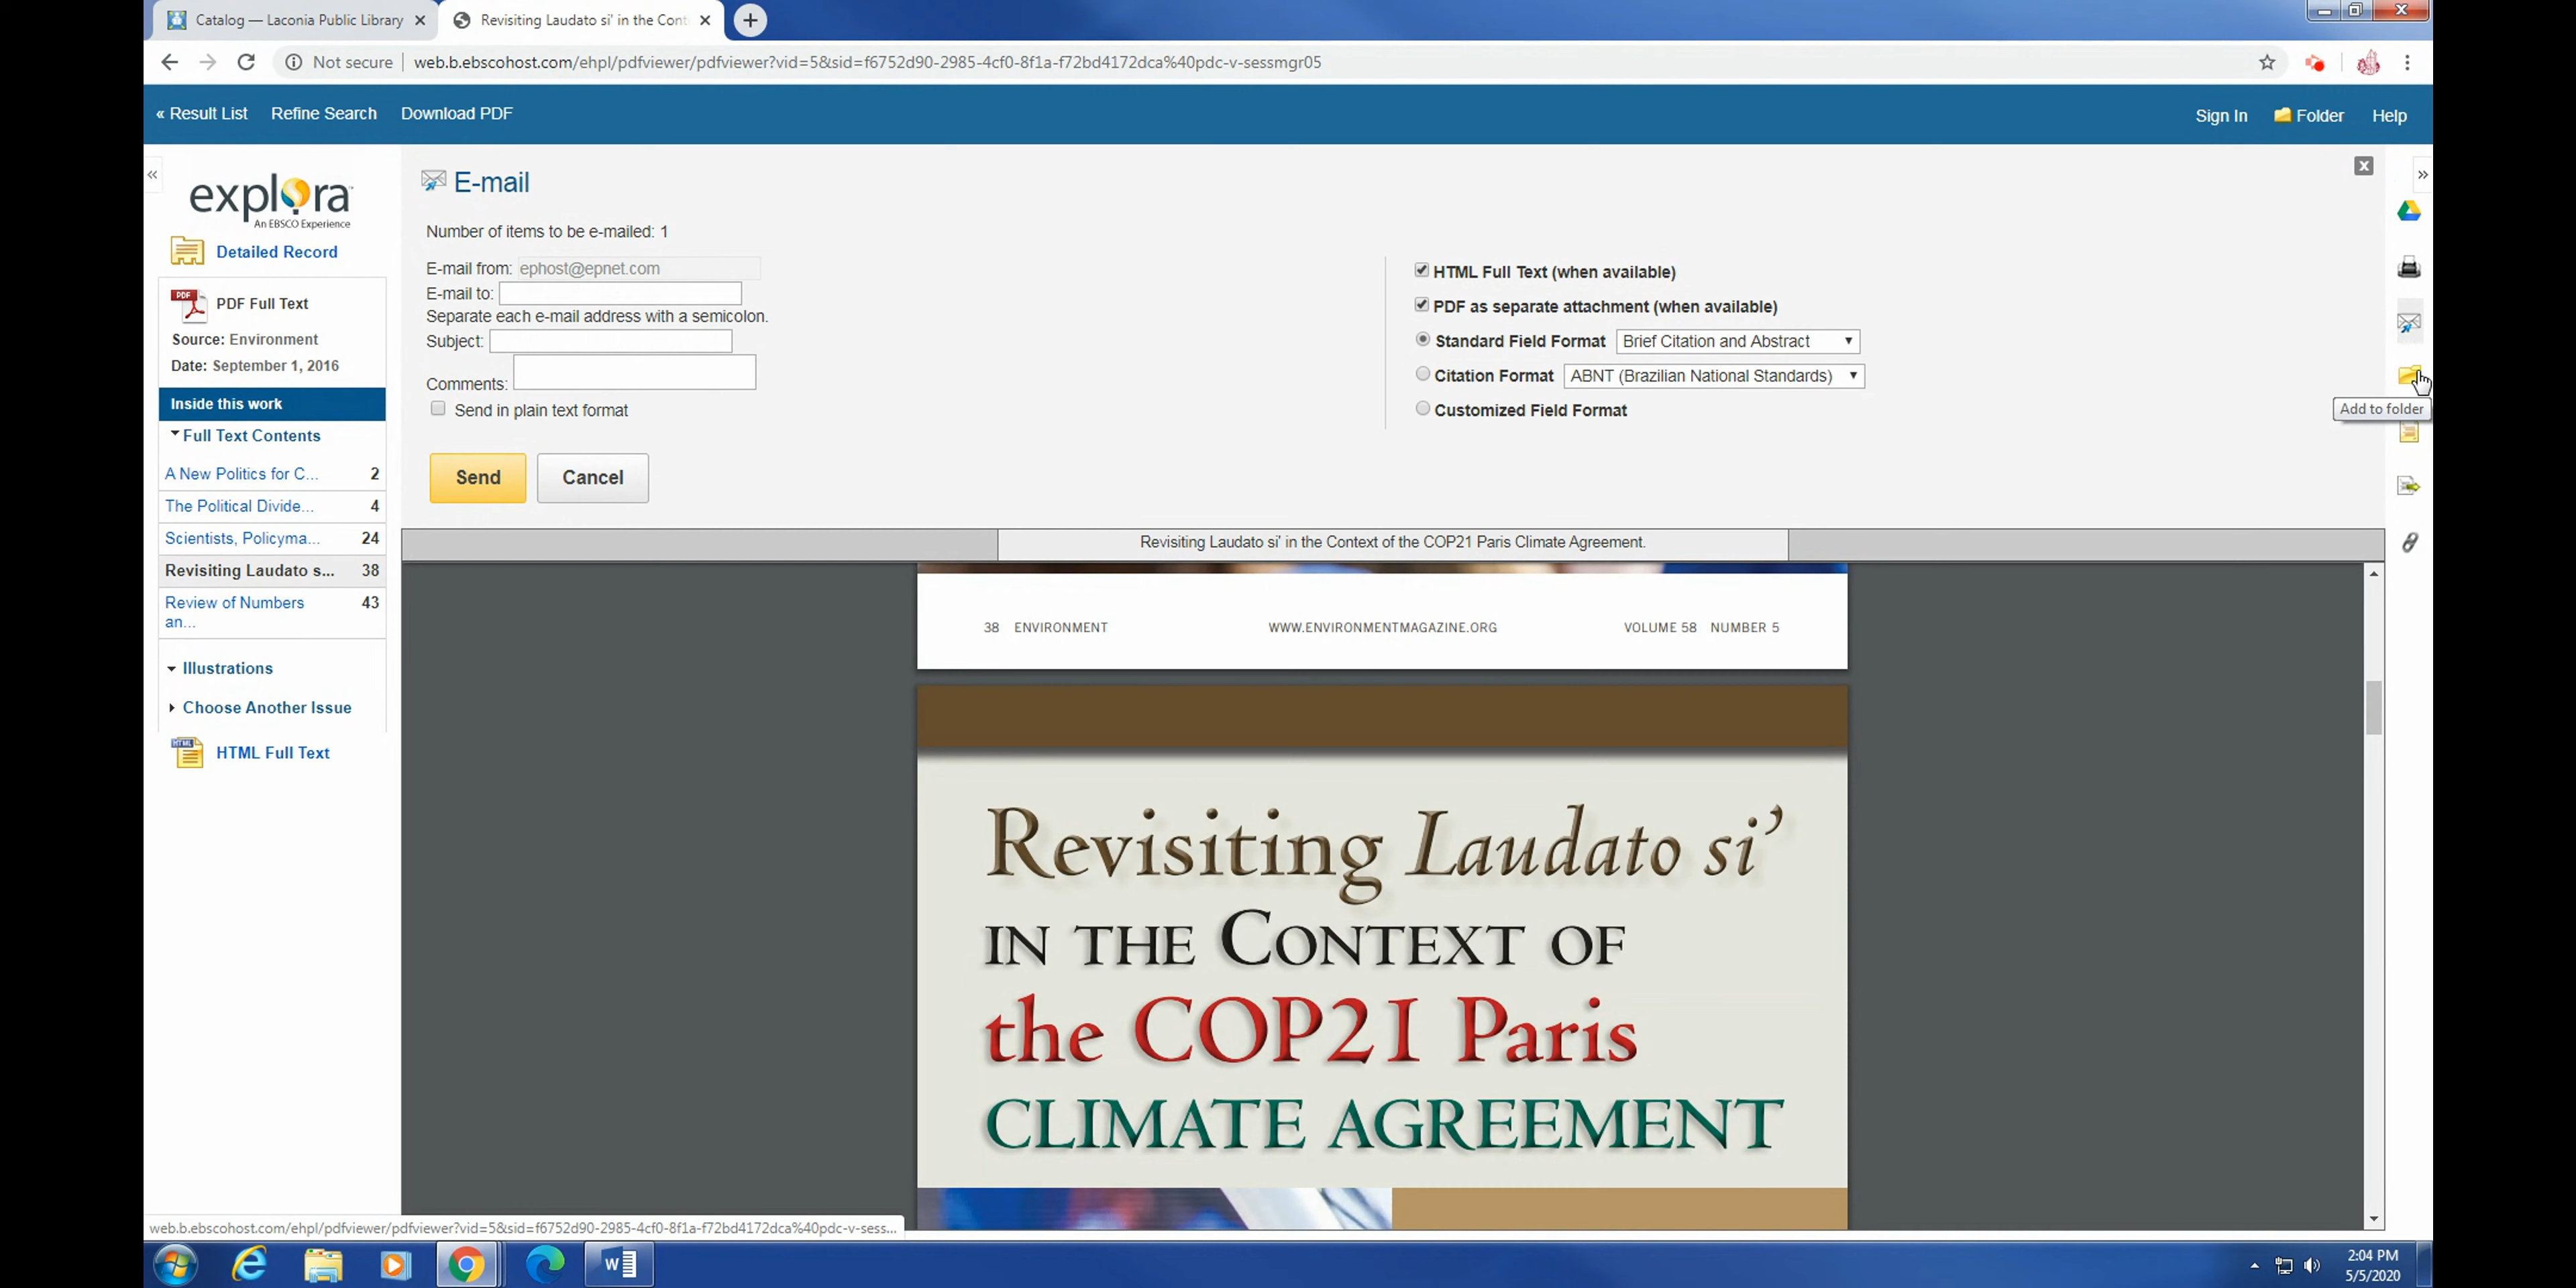 Catalog — Laconia Public Library
Revisiting Laudato si' in the Cont
Not secure
web.b.ebscohost.com/ehpl/pdfviewer/pdfviewer?vid=5&sid=f6752d90-2985-4cf0-8f1a-f72bd4172dca%40pdc-v-sessmgr05
« Result List Refine Search Download PDF
Sign In Folder Help
explora
An EBSCO Experience
Detailed Record
PDF
PDF Full Text
Source: Environment
Date: September 1, 2016
Inside this work
Full Text Contents
A New Politics for C... 2
The Political Divide... 4
Scientists, Policyma... 24
Revisiting Laudato s... 38
Review of Numbers an... 43
Illustrations
Choose Another Issue
HTML
HTML Full Text
E-mail
Number of items to be e-mailed: 1
E-mail from: ephost@epnet.com
E-mail to:
Separate each e-mail address with a semicolon.
Subject:
Comments:
Send in plain text format
Send Cancel
HTML Full Text (when available)
PDF as separate attachment (when available)
Standard Field Format Brief Citation and Abstract
Citation Format ABNT (Brazilian National Standards)
Customized Field Format
Add to folder
Revisiting Laudato si' in the Context of the COP21 Paris Climate Agreement.
38 ENVIRONMENT WWW.ENVIRONMENTMAGAZINE.ORG VOLUME 58 NUMBER 5
Revisiting Laudato si’
IN THE CONTEXT OF
the COP21 Paris
CLIMATE AGREEMENT
web.b.ebscohost.com/ehpl/pdfviewer/pdfviewer?vid=5&sid=f6752d90-2985-4cf0-8f1a-f72bd4172dca%40pdc-v-sess...
W
2:04 PM
5/5/2020